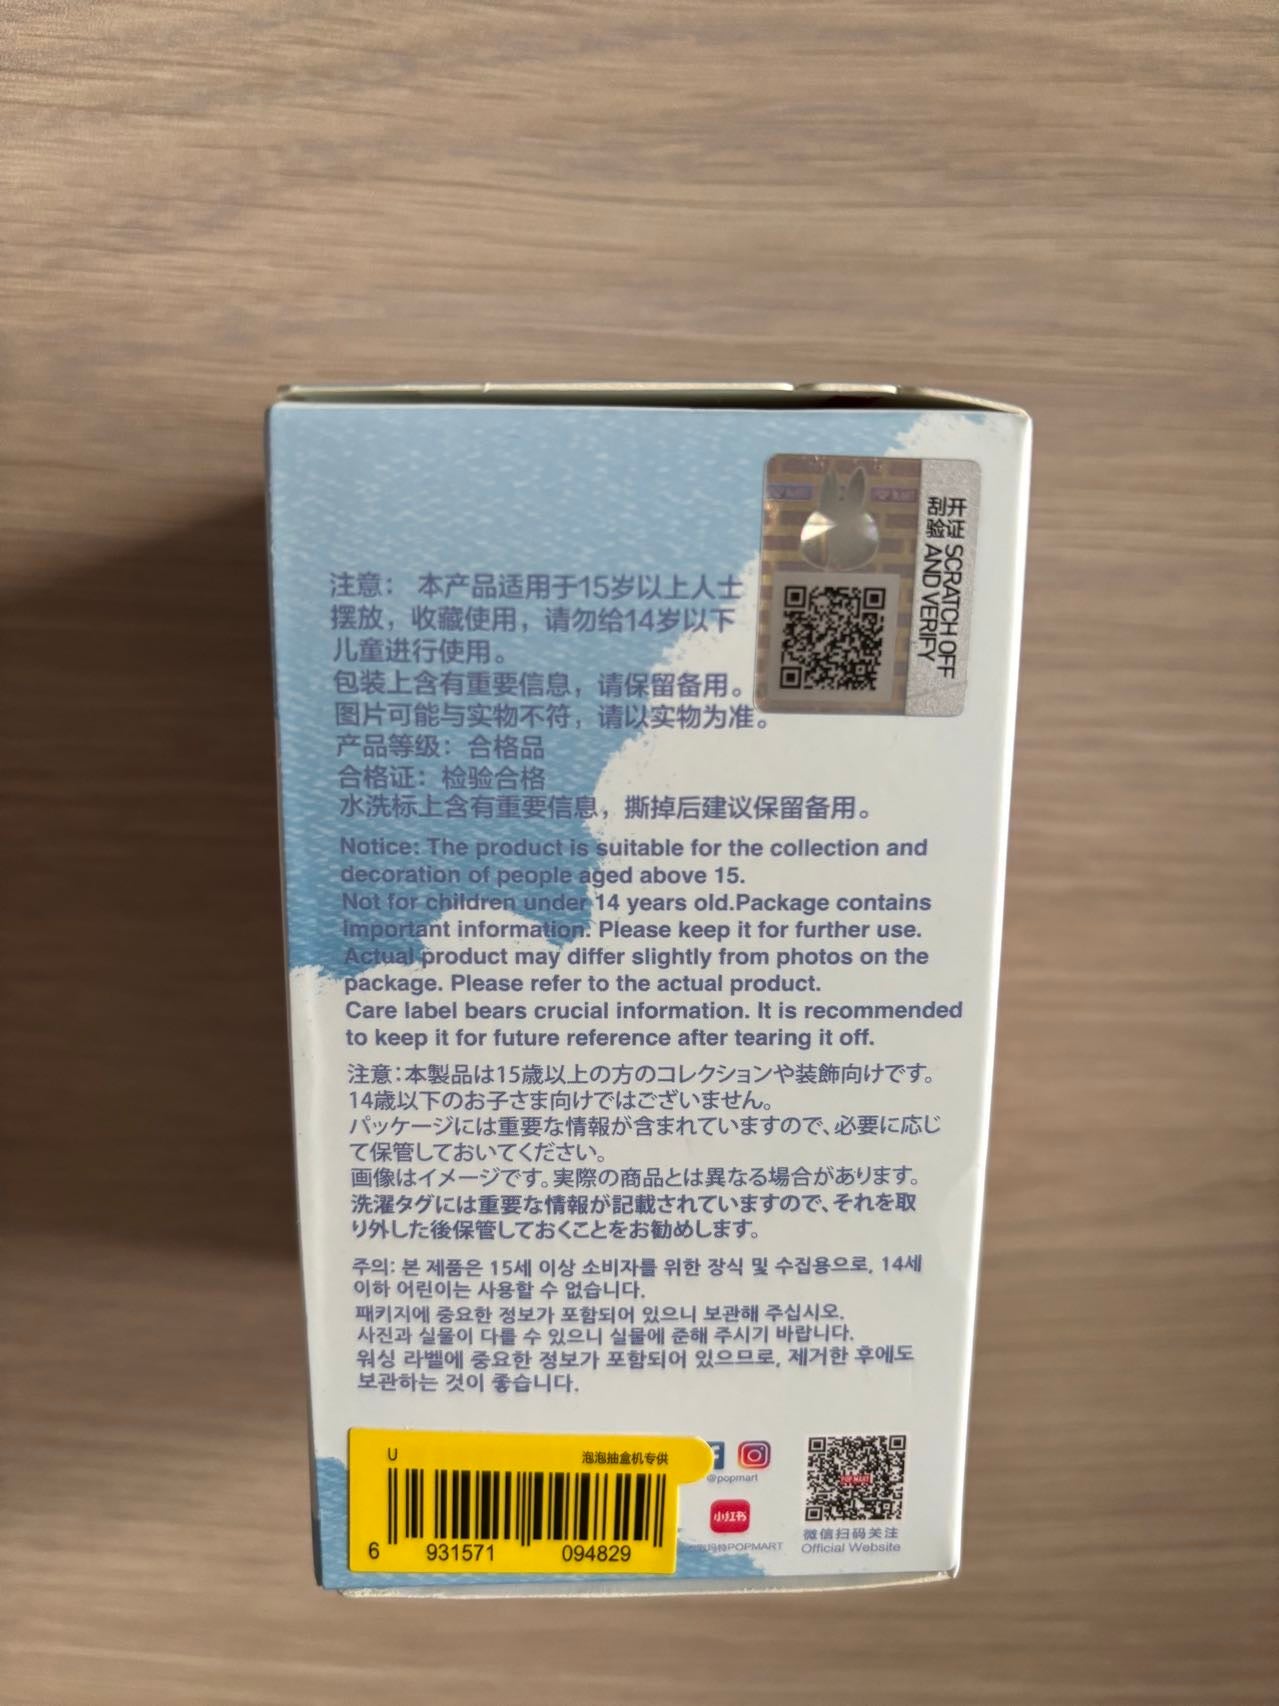 开证 SCRATCH OFF
刮验 AND VERIFY
注意： 本产品适用于15岁以上人士
摆放，收藏使用，请勿给14岁以下
儿童进行使用。
包装上含有重要信息，请保留备用。
图片可能与实物不符，请以实物为准。
产品等级：合格品
合格证：检验合格
水洗标上含有重要信息，撕掉后建议保留备用。
Notice: The product is suitable for the collection and
decoration of people aged above 15.
Not for children under 14 years old.Package contains
important information. Please keep it for further use.
Actual product may differ slightly from photos on the
package. Please refer to the actual product.
Care label bears crucial information. It is recommended
to keep it for future reference after tearing it off.
注意：本製品は15歳以上の方のコレクションや装飾向けです。
14歳以下のお子さま向けではございません。
パッケージには重要な情報が含まれていますので、必要に応じ
て保管しておいてください。
画像はイメージです。実際の商品とは異なる場合があります。
洗濯タグには重要な情報が記載されていますので、それを取
り外した後保管しておくことをお勧めします。
주의: 본 제품은 15세 이상 소비자를 위한 장식 및 수집용으로, 14세
이하 어린이는 사용할 수 없습니다.
패키지에 중요한 정보가 포함되어 있으니 보관해 주십시오.
사진과 실물이 다를 수 있으니 실물에 준해 주시기 바랍니다.
워싱 라벨에 중요한 정보가 포함되어 있으므로, 제거한 후에도
보관하는 것이 좋습니다.
U 泡泡抽盒机专供
6 931571 094829
@popmart
小红书
玛特POPMART
POP MART
微信扫码关注
Official Website